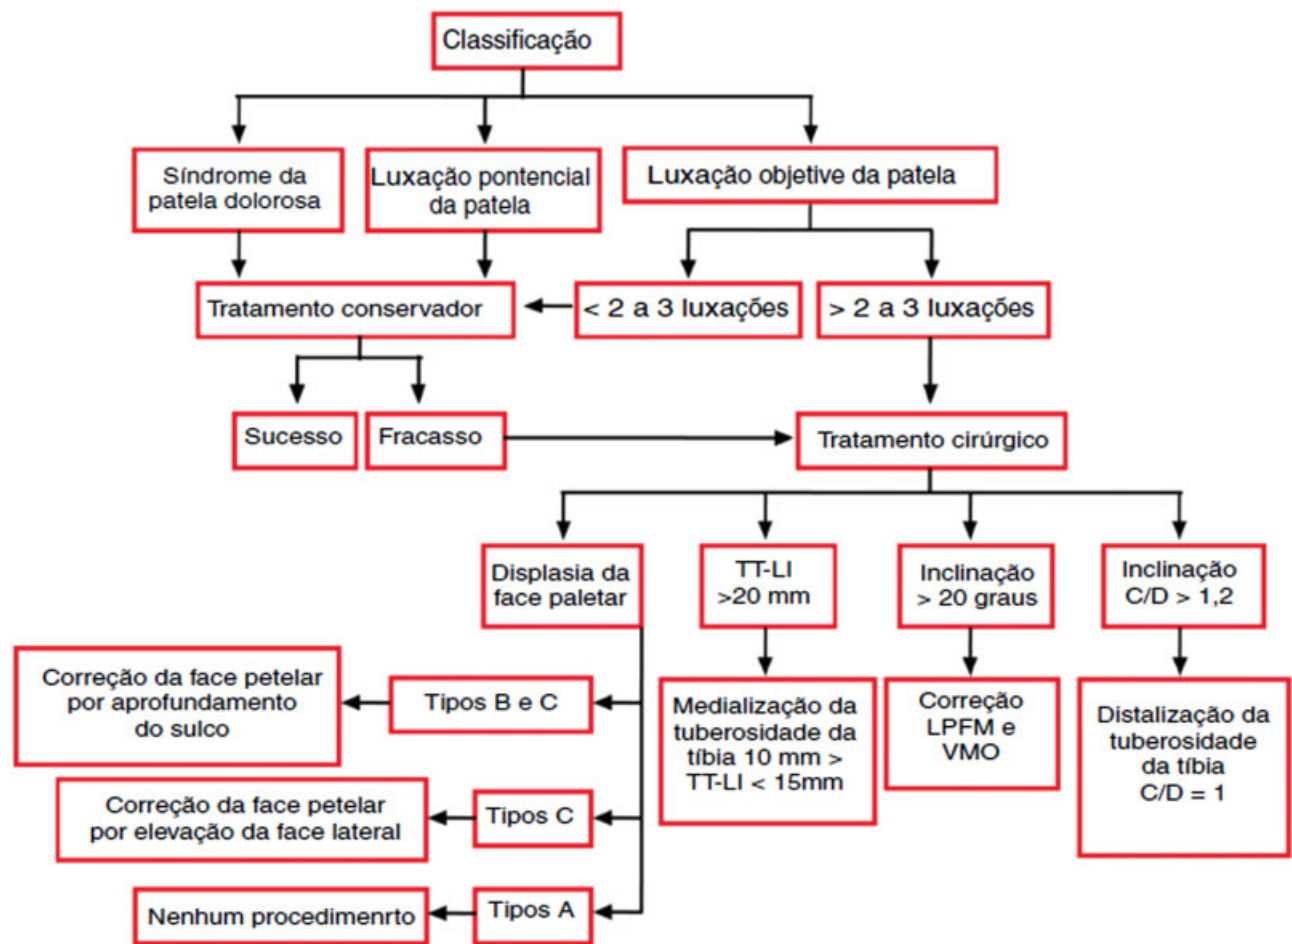 Classificação
Síndrome da
patela dolorosa
Luxação pontencial
da patela
Luxação objetive da patela
Tratamento conservador
< 2 a 3 luxações
> 2 a 3 luxações
Sucesso
Fracasso
Tratamento cirúrgico
Displasia da
face paletar
TT-LI
>20 mm
Inclinação
> 20 graus
Inclinação
C/D > 1,2
Correção da face petelar
por aprofundamento
do sulco
Tipos B e C
Medialização da
tuberosidade da
tíbia 10 mm >
TT-LI < 15mm
Correção
LPFM e
VMO
Distalização da
tuberosidade
da tíbia
C/D = 1
Correção da face petelar
por elevação da face lateral
Tipos C
Nenhum procedimenrto
Tipos A